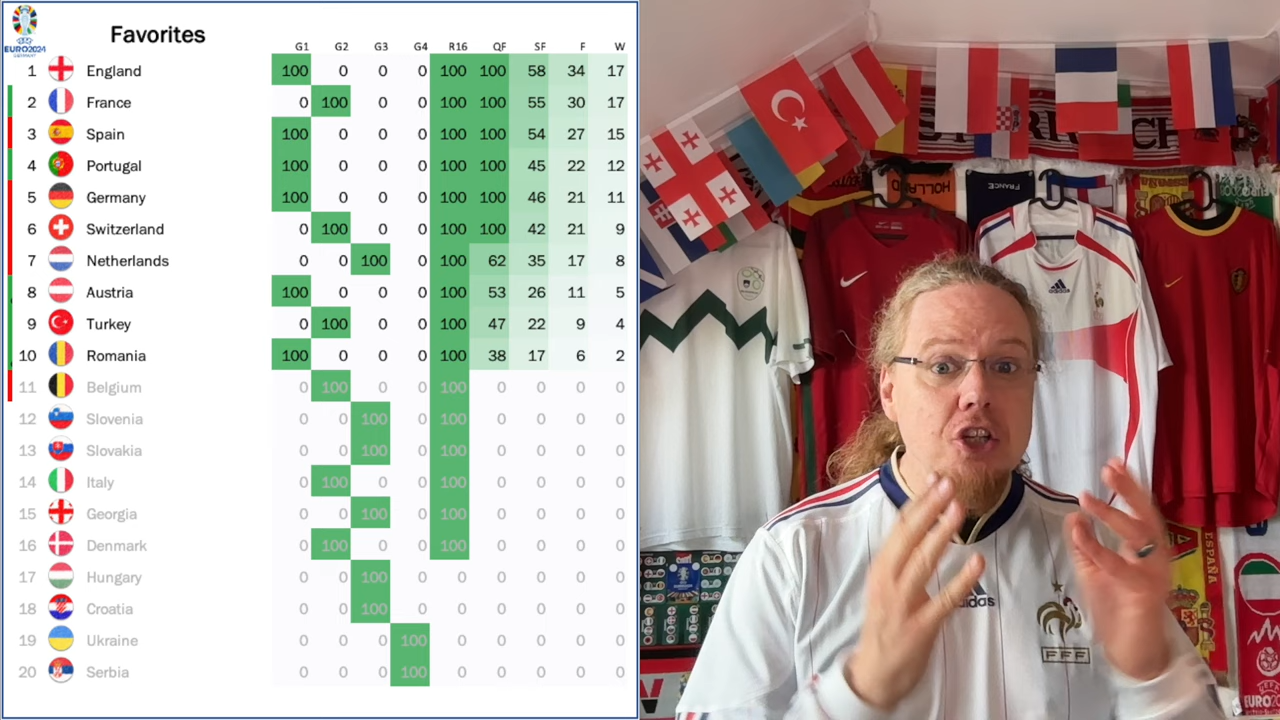 EURO2024
GERMANY
Favorites
G1 G2 G3 G4 R16 QF SF F W
1 England 100 0 0 0 100 100 58 34 17
2 France 0 100 0 0 100 100 55 30 17
3 Spain 100 0 0 0 100 100 54 27 15
4 Portugal 100 0 0 0 100 100 45 22 12
5 Germany 100 0 0 0 100 100 46 21 11
6 Switzerland 0 100 0 0 100 100 42 21 9
7 Netherlands 0 0 100 0 100 62 35 17 8
8 Austria 100 0 0 0 100 53 26 11 5
9 Turkey 0 100 0 0 100 47 22 9 4
10 Romania 100 0 0 0 100 38 17 6 2
11 Belgium 0 100 0 0 100 0 0 0 0
12 Slovenia 0 0 100 0 100 0 0 0 0
13 Slovakia 0 0 100 0 100 0 0 0 0
14 Italy 0 100 0 0 100 0 0 0 0
15 Georgia 0 0 100 0 100 0 0 0 0
16 Denmark 0 100 0 0 100 0 0 0 0
17 Hungary 0 0 100 0 0 0 0 0 0
18 Croatia 0 0 100 0 0 0 0 0 0
19 Ukraine 0 0 0 100 0 0 0 0 0
20 Serbia 0 0 0 100 0 0 0 0 0
HOLLAND
FRANCE
adidas
FFF
ESPAÑA